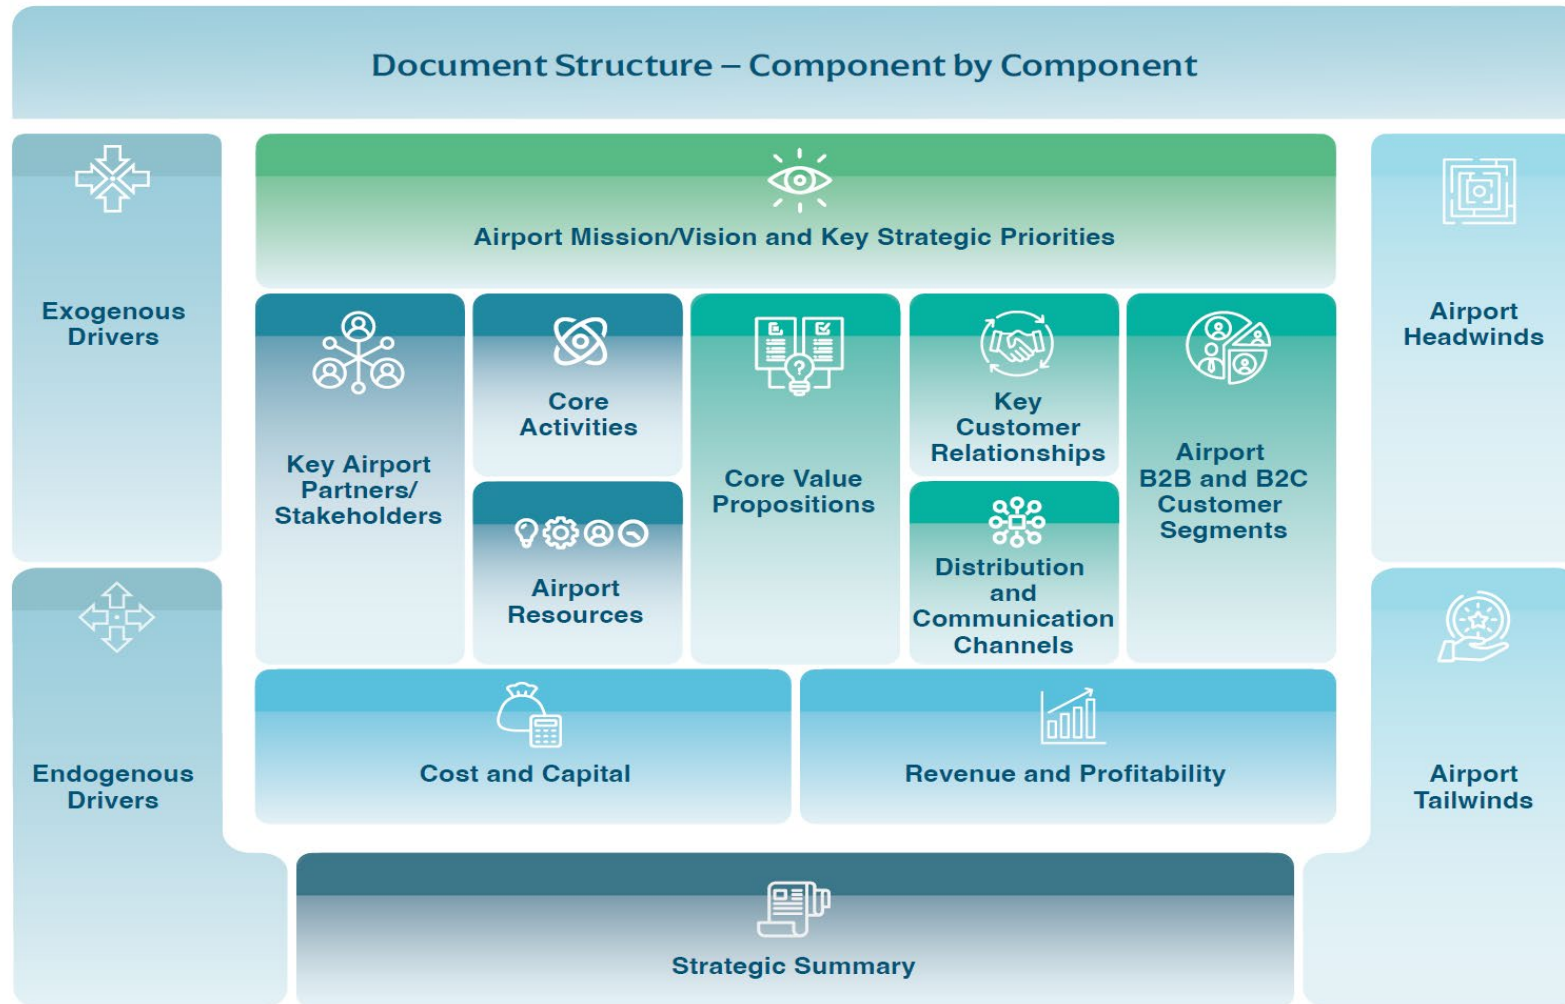 Document Structure – Component by Component
Exogenous
Drivers
Airport Mission/Vision and Key Strategic Priorities
Airport
Headwinds
Key Airport
Partners/
Stakeholders
Core
Activities
Airport
Resources
Core Value
Propositions
Key
Customer
Relationships
Distribution
and
Communication
Channels
Airport
B2B and B2C
Customer
Segments
Endogenous
Drivers
Cost and Capital
Revenue and Profitability
Airport
Tailwinds
Strategic Summary